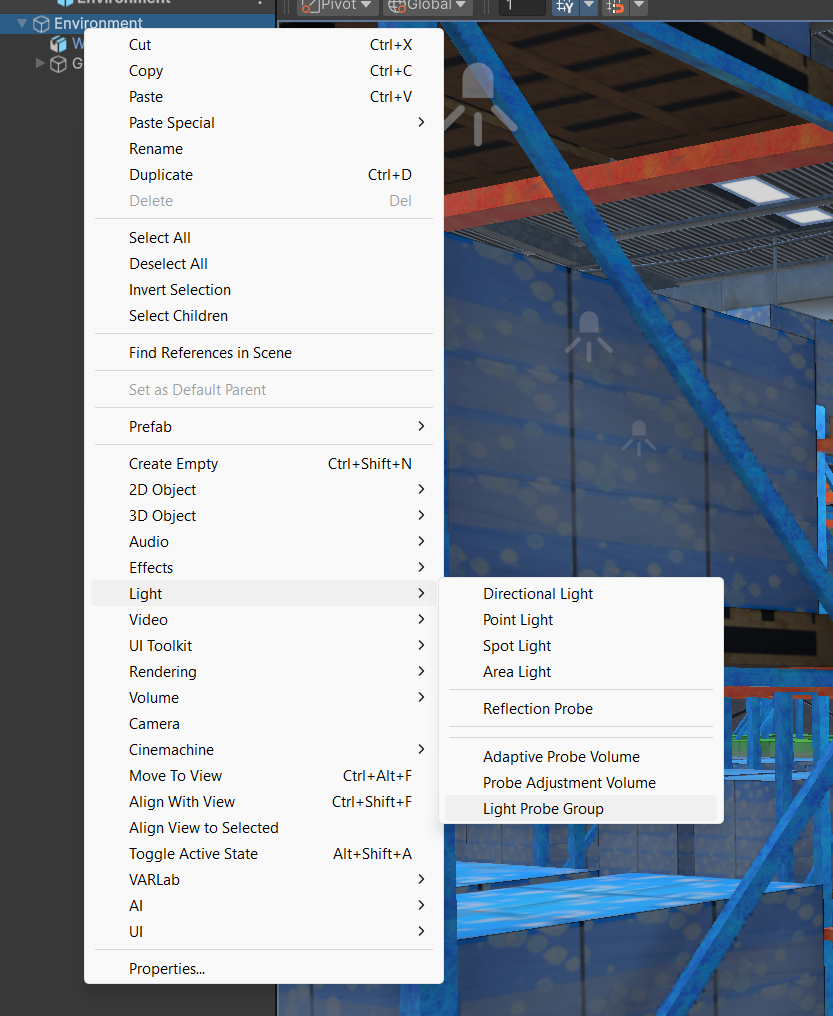 Environment
Pivot
Global
1
Environment
W
G
Cut Ctrl+X
Copy Ctrl+C
Paste Ctrl+V
Paste Special
Rename
Duplicate Ctrl+D
Delete Del
Select All
Deselect All
Invert Selection
Select Children
Find References in Scene
Set as Default Parent
Prefab
Create Empty Ctrl+Shift+N
2D Object
3D Object
Audio
Effects
Light
Video
UI Toolkit
Rendering
Volume
Camera
Cinemachine
Move To View Ctrl+Alt+F
Align With View Ctrl+Shift+F
Align View to Selected
Toggle Active State Alt+Shift+A
VARLab
AI
UI
Properties...
Directional Light
Point Light
Spot Light
Area Light
Reflection Probe
Adaptive Probe Volume
Probe Adjustment Volume
Light Probe Group